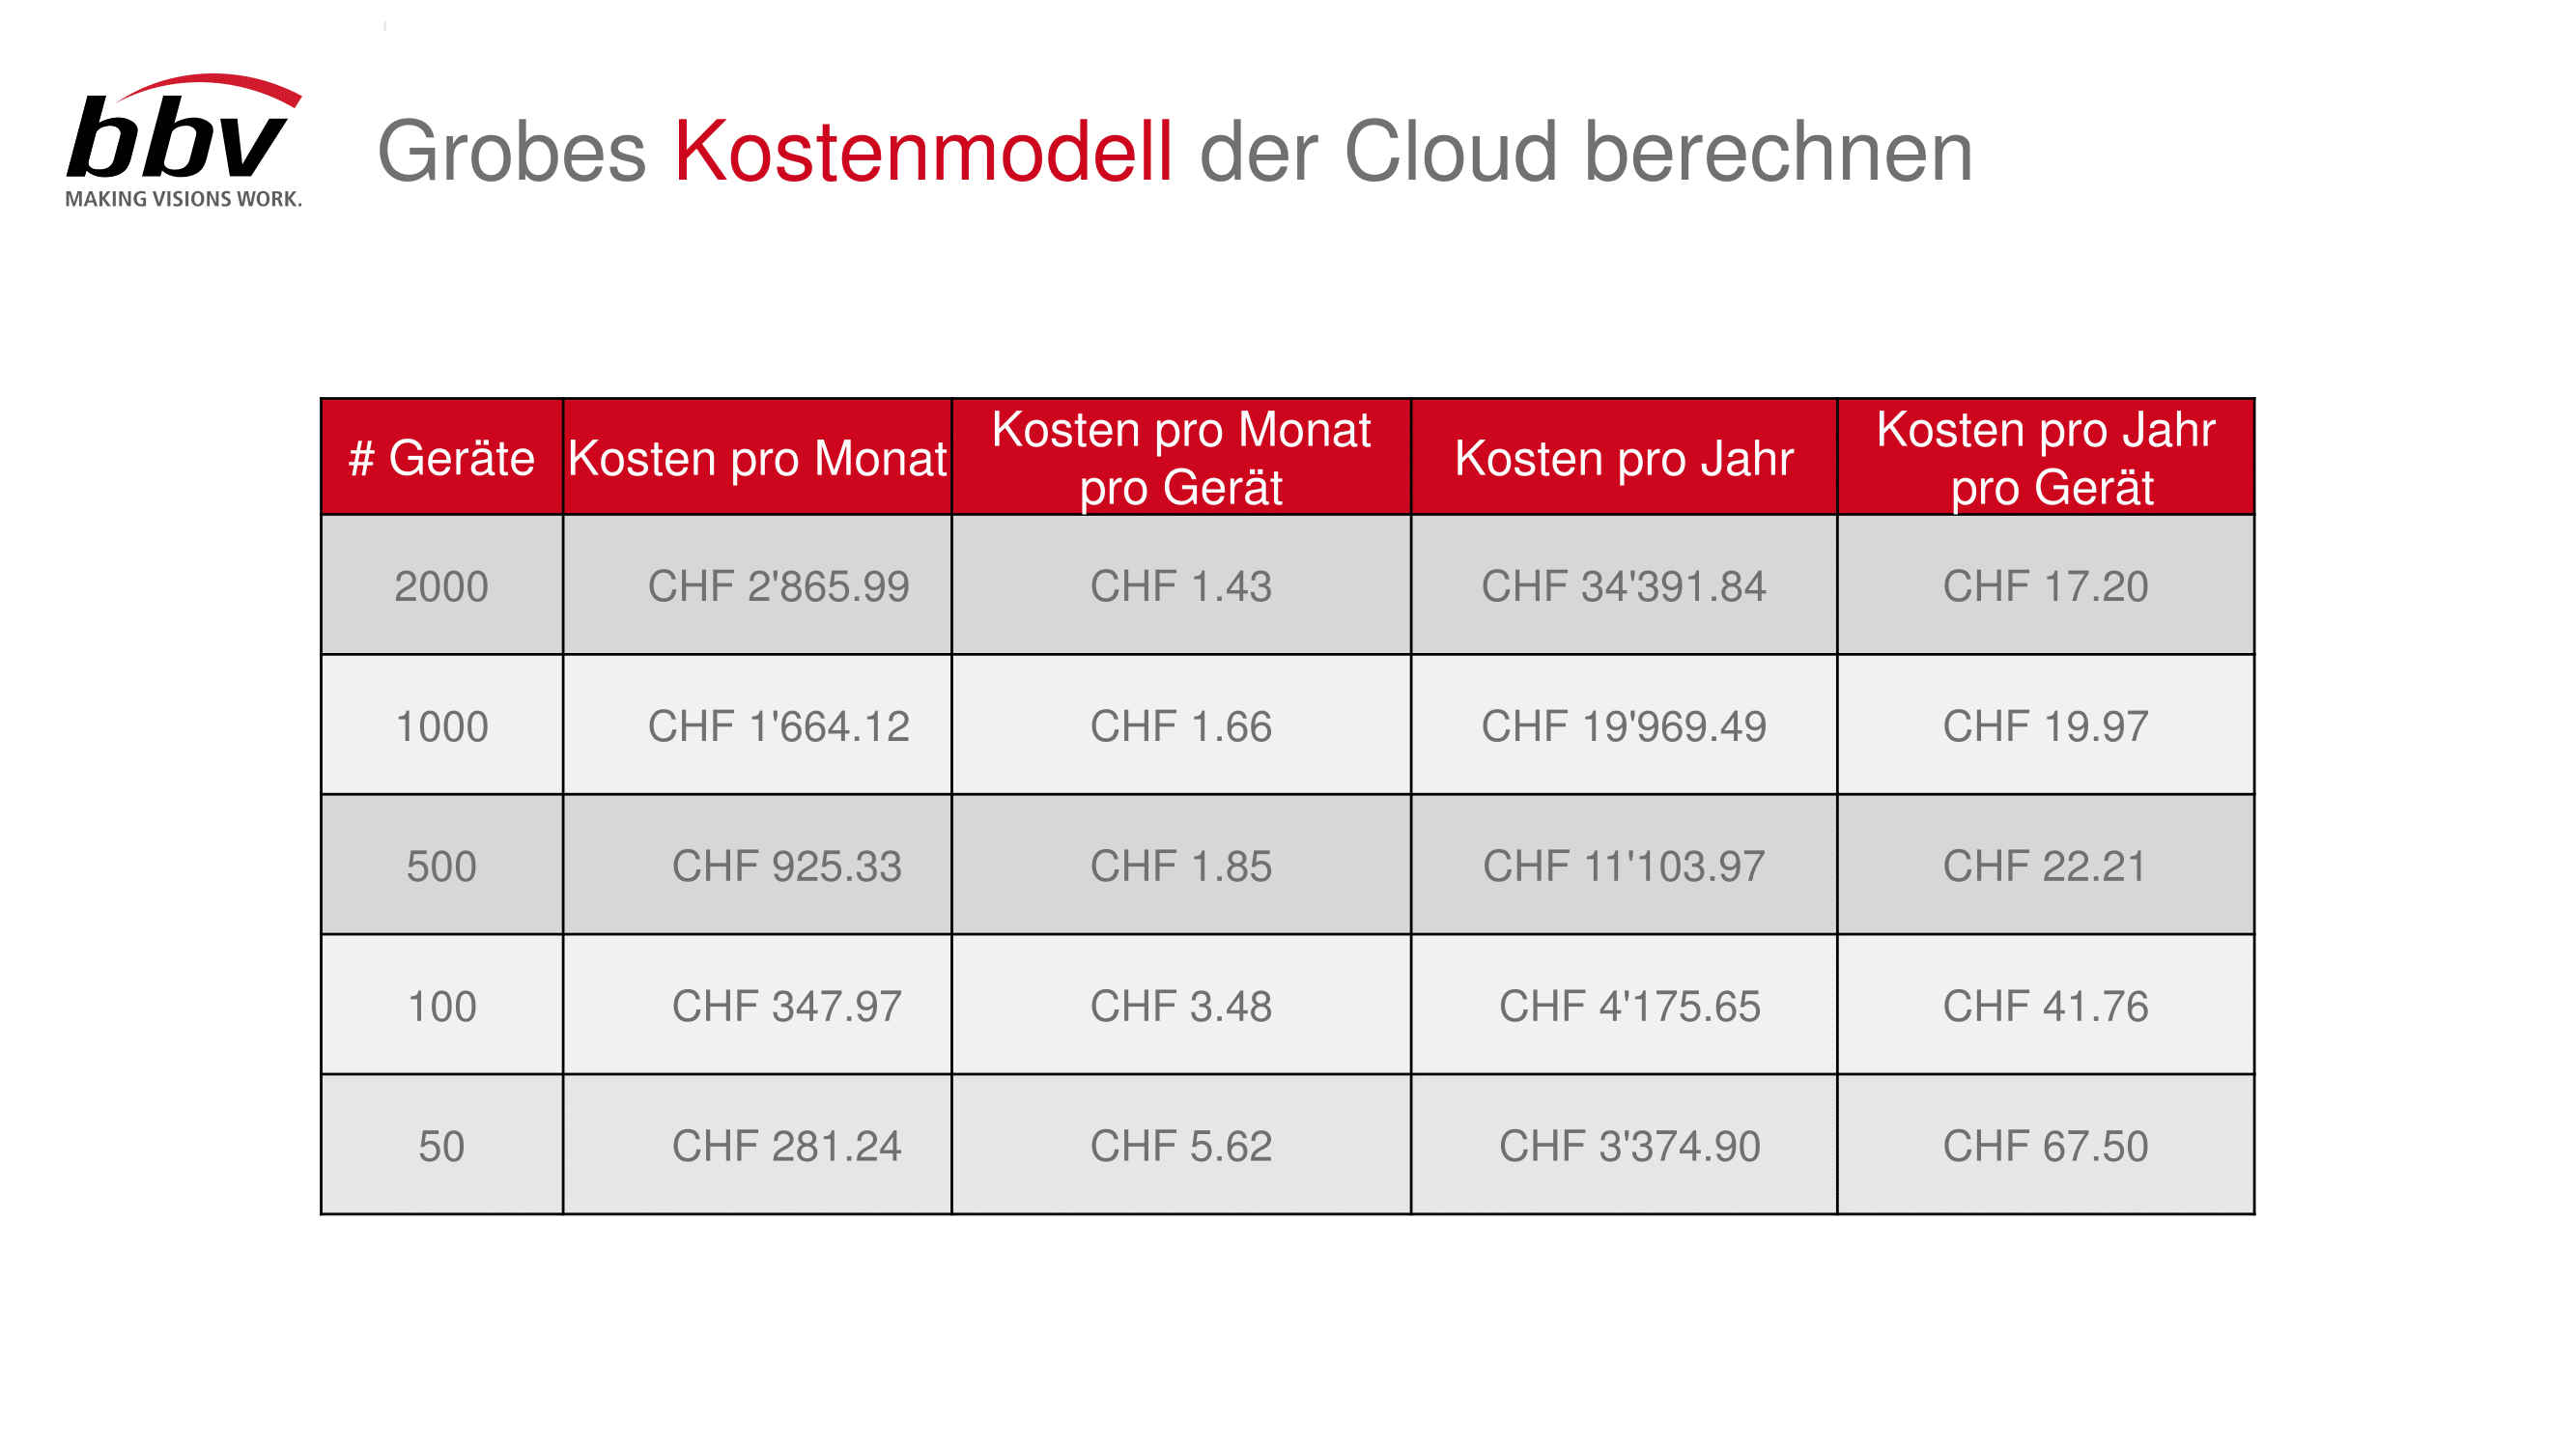 bbv
MAKING VISIONS WORK.
Grobes Kostenmodell der Cloud berechnen
# Geräte Kosten pro Monat Kosten pro Monat pro Gerät Kosten pro Jahr Kosten pro Jahr pro Gerät
2000 CHF 2'865.99 CHF 1.43 CHF 34'391.84 CHF 17.20
1000 CHF 1'664.12 CHF 1.66 CHF 19'969.49 CHF 19.97
500 CHF 925.33 CHF 1.85 CHF 11'103.97 CHF 22.21
100 CHF 347.97 CHF 3.48 CHF 4'175.65 CHF 41.76
50 CHF 281.24 CHF 5.62 CHF 3'374.90 CHF 67.50